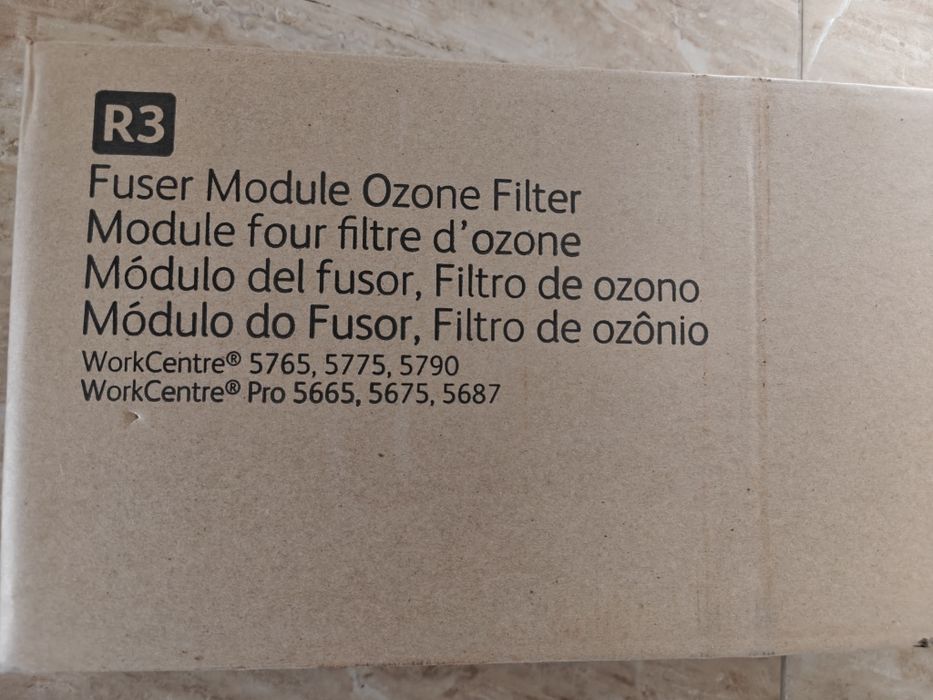 R3
Fuser Module Ozone Filter
Module four filtre d'ozone
Módulo del fusor, Filtro de ozono
Módulo do Fusor, Filtro de ozônio
WorkCentre® 5765, 5775, 5790
WorkCentre® Pro 5665, 5675, 5687